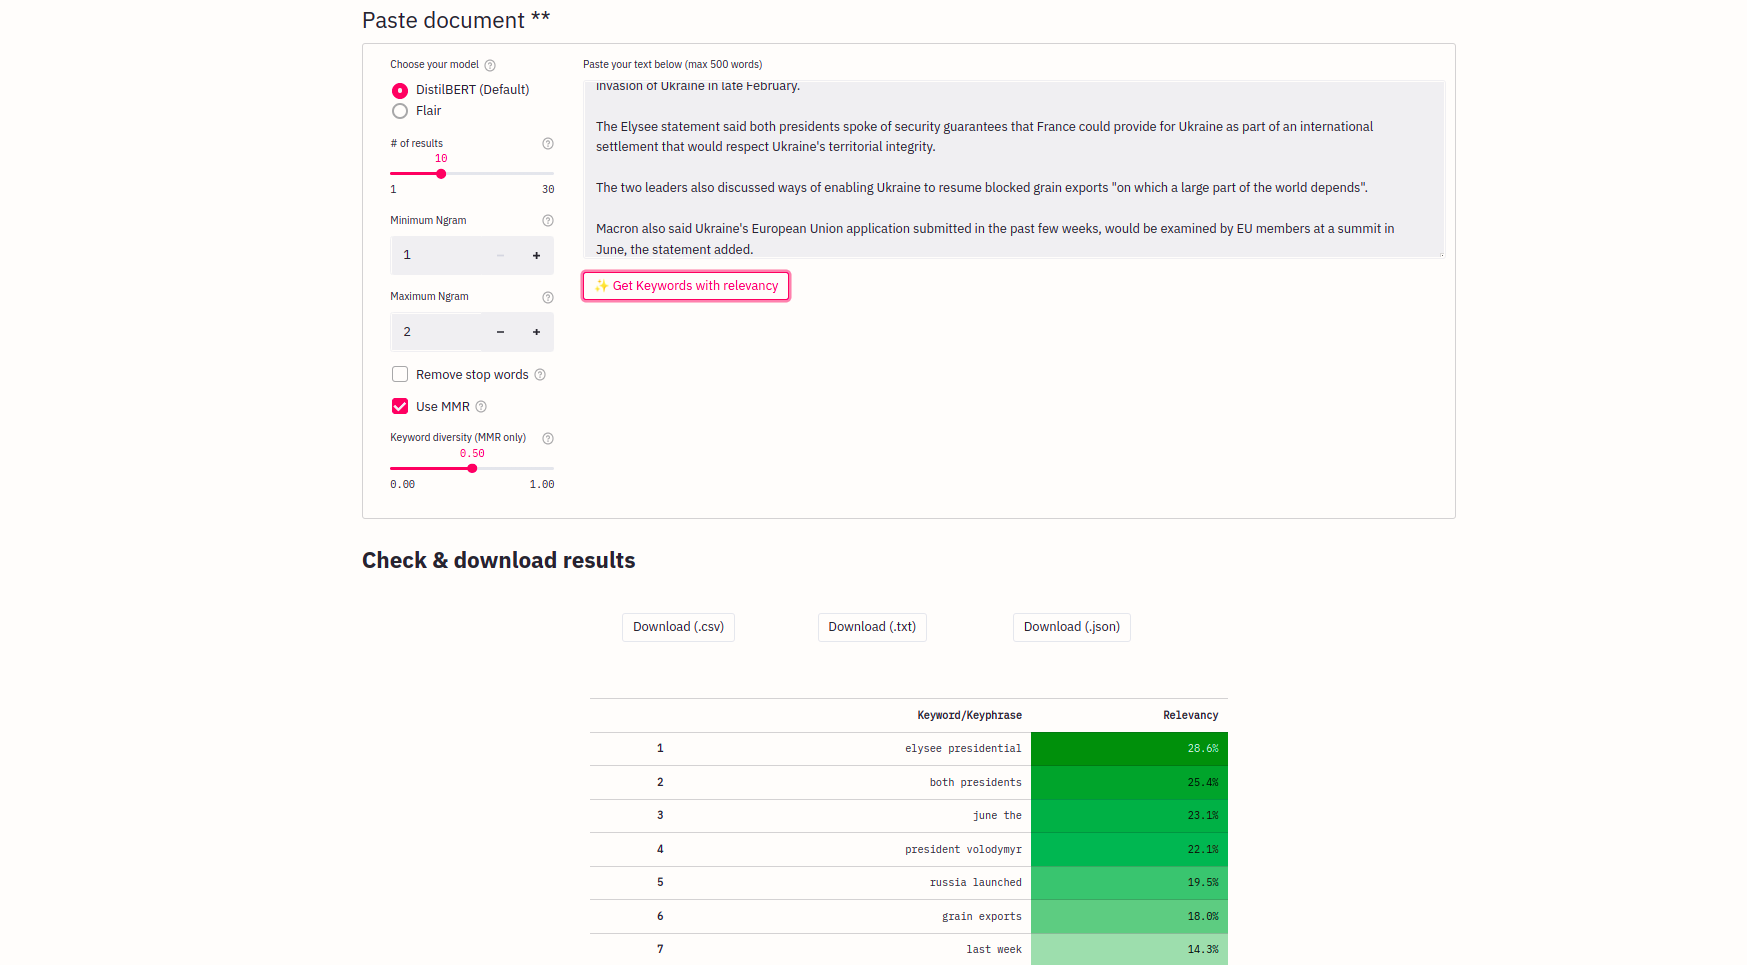 Paste document **
Choose your model
DistilBERT (Default)
Flair
# of results
10
1 30
Minimum Ngram
1 − +
Maximum Ngram
2 − +
Remove stop words
Use MMR
Keyword diversity (MMR only)
0.50
0.00 1.00
Paste your text below (max 500 words)
invasion of Ukraine in late February.
The Elysee statement said both presidents spoke of security guarantees that France could provide for Ukraine as part of an international
settlement that would respect Ukraine's territorial integrity.
The two leaders also discussed ways of enabling Ukraine to resume blocked grain exports "on which a large part of the world depends".
Macron also said Ukraine's European Union application submitted in the past few weeks, would be examined by EU members at a summit in
June, the statement added.
✨ Get Keywords with relevancy
Check & download results
Download (.csv) Download (.txt) Download (.json)
Keyword/Keyphrase Relevancy
1 elysee presidential 28.6%
2 both presidents 25.4%
3 june the 23.1%
4 president volodymyr 22.1%
5 russia launched 19.5%
6 grain exports 18.0%
7 last week 14.3%